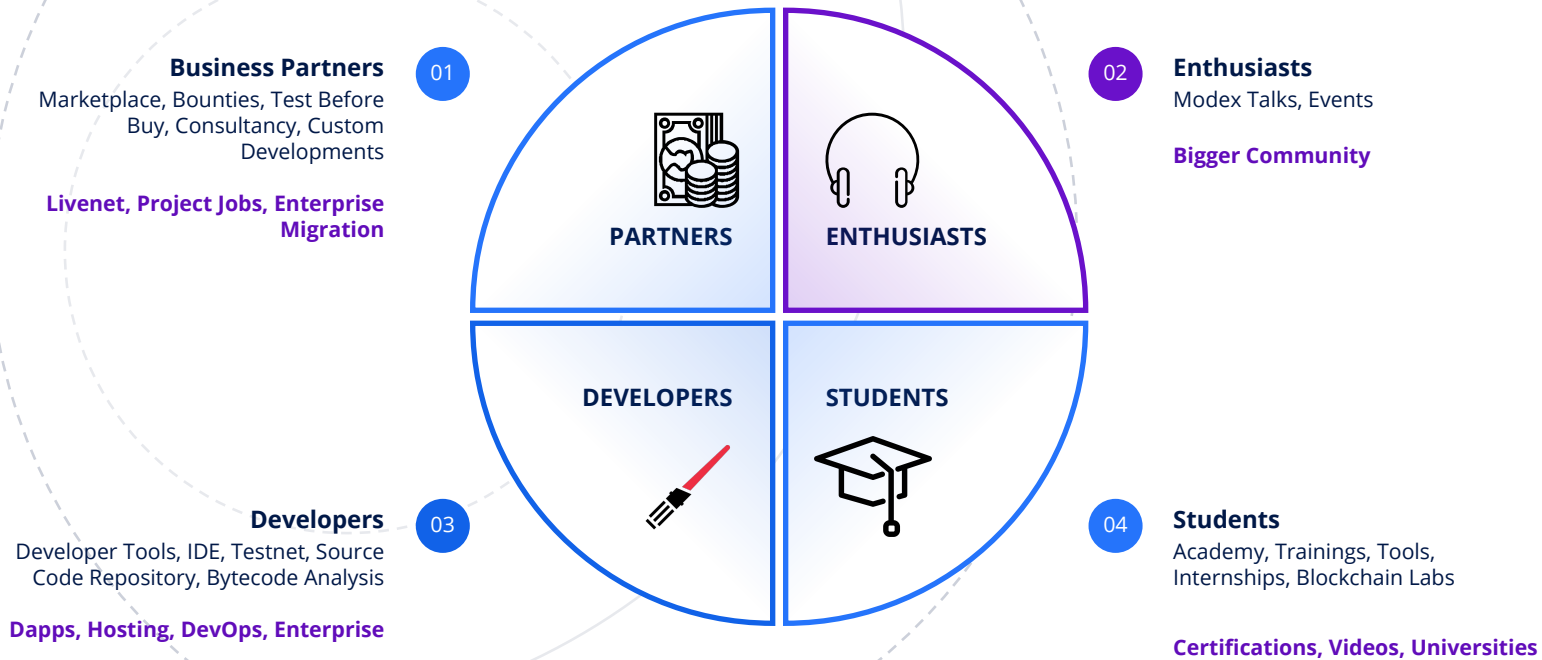 01
Business Partners
Marketplace, Bounties, Test Before
Buy, Consultancy, Custom
Developments
Livenet, Project Jobs, Enterprise
Migration
02
Enthusiasts
Modex Talks, Events
Bigger Community
PARTNERS
ENTHUSIASTS
DEVELOPERS
STUDENTS
03
Developers
Developer Tools, IDE, Testnet, Source
Code Repository, Bytecode Analysis
Dapps, Hosting, DevOps, Enterprise
04
Students
Academy, Trainings, Tools,
Internships, Blockchain Labs
Certifications, Videos, Universities